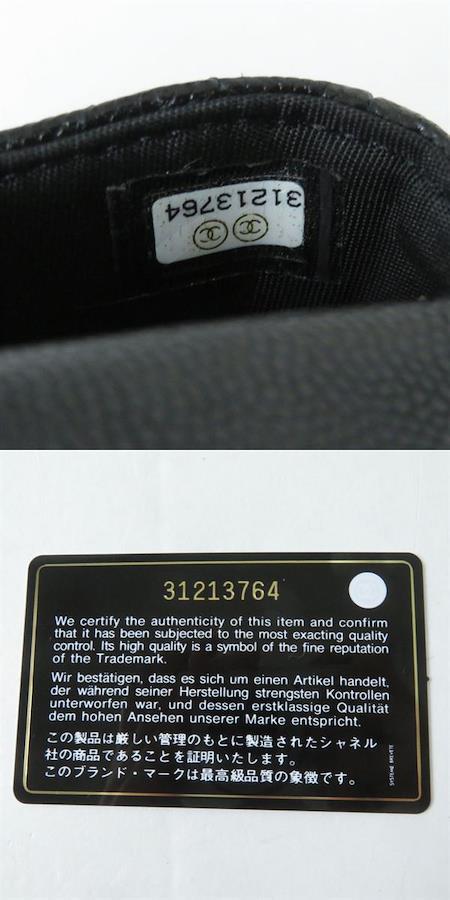 31213764
31213764
We certify the authenticity of this item and confirm
that it has been subjected to the most exacting quality
control. Its high quality is a symbol of the fine reputation
of the Trademark.
Wir bestätigen, dass es sich um einen Artikel handelt,
der während seiner Herstellung strengsten Kontrollen
unterworfen war, und dessen erstklassige Qualität
dem hohen Ansehen unserer Marke entspricht.
この製品は厳しい管理のもとに製造されたシャネル
社の商品であることを証明いたします。
このブランド・マークは最高級品質の象徴です。